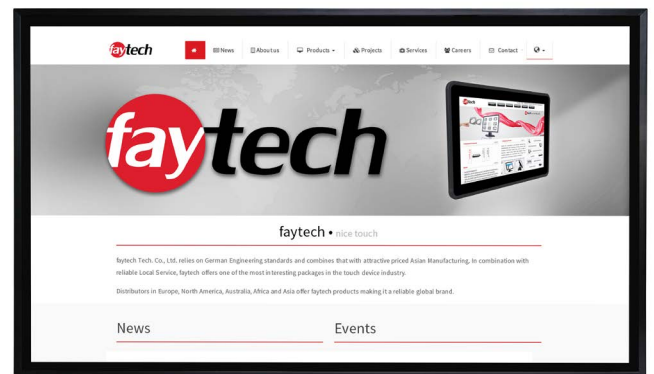 faytech
News
About us
Products
Projects
Services
Careers
Contact
faytech
faytech • nice touch
faytech Tech. Co., Ltd. relies on German Engineering standards and combines that with attractive priced Asian Manufacturing. In combination with
reliable Local Service, faytech offers one of the most interesting packages in the touch device industry.
Distributors in Europe, North America, Australia, Africa and Asia offer faytech products making it a reliable global brand.
News
Events